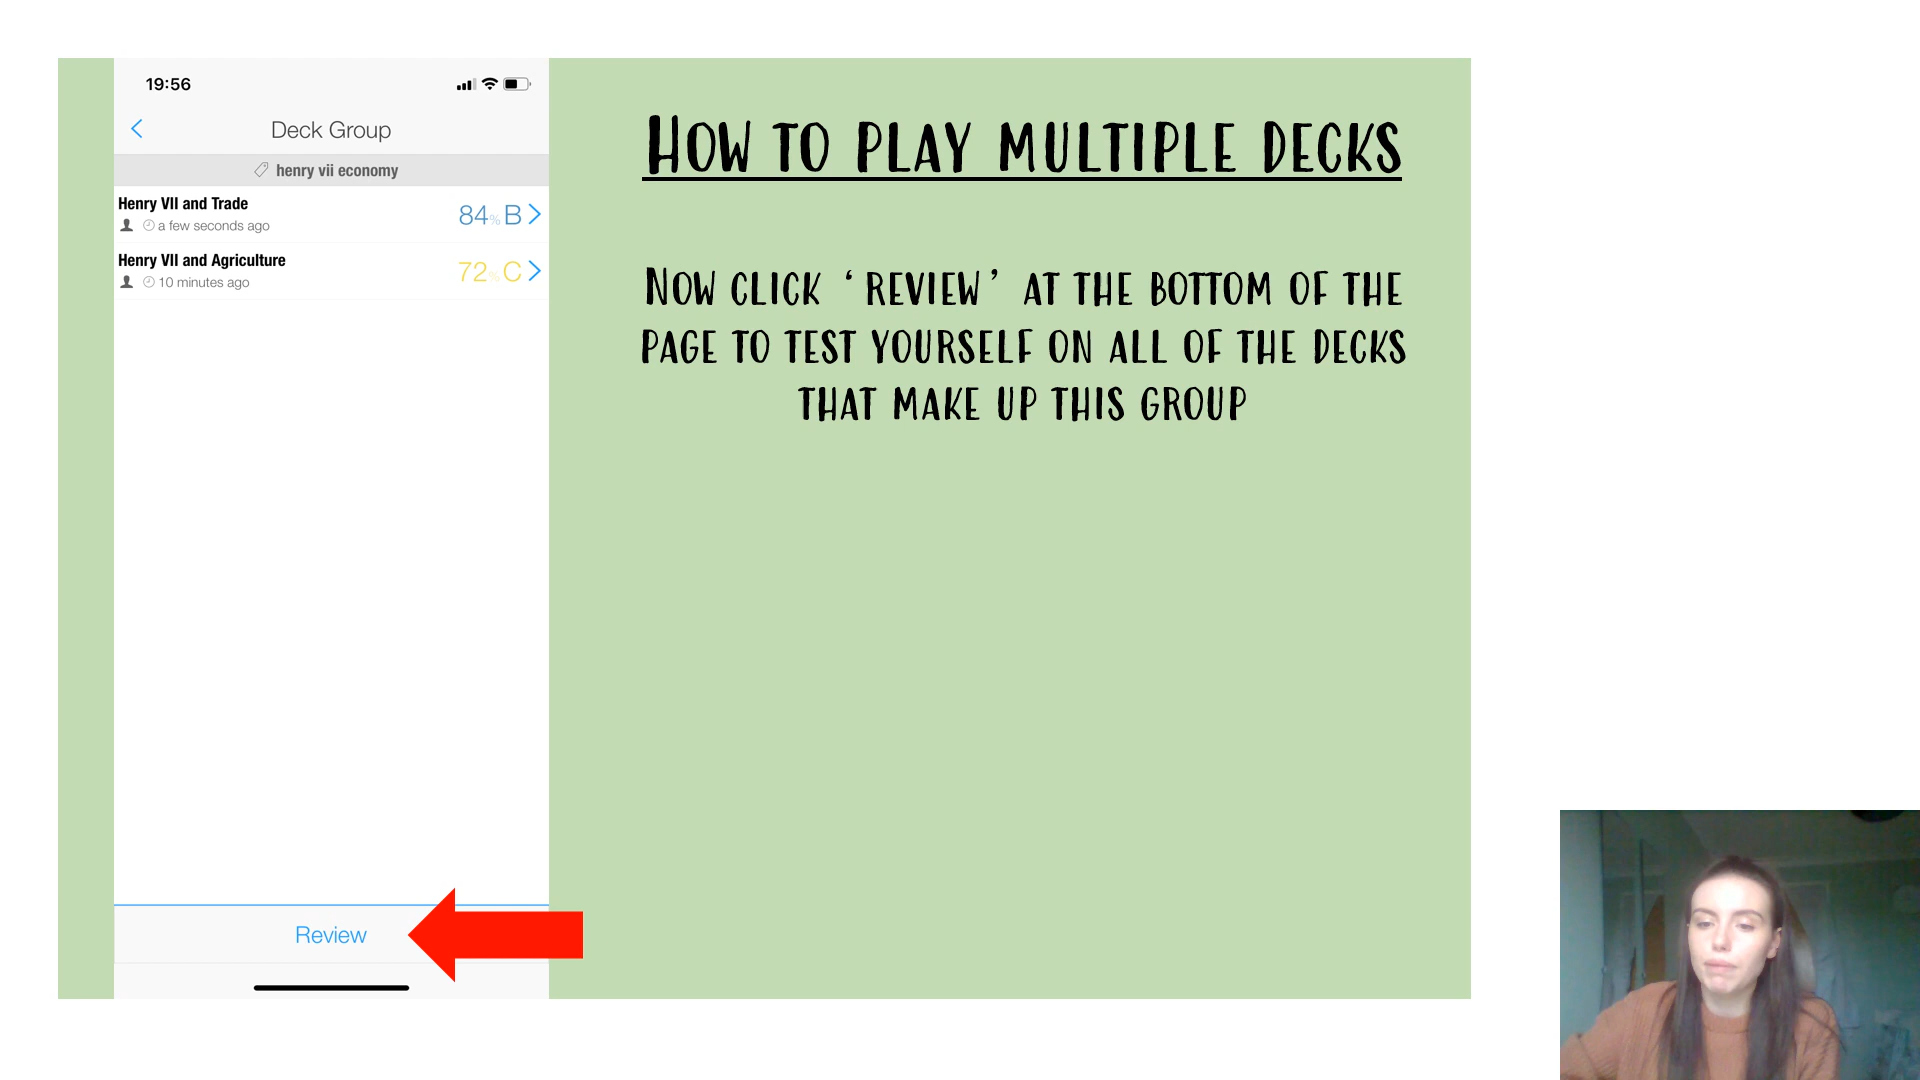 19:56
Deck Group
henry vii economy
Henry VII and Trade
a few seconds ago
84% B
Henry VII and Agriculture
10 minutes ago
72% C
Review
HOW TO PLAY MULTIPLE DECKS
NOW CLICK ‘REVIEW’ AT THE BOTTOM OF THE
PAGE TO TEST YOURSELF ON ALL OF THE DECKS
THAT MAKE UP THIS GROUP